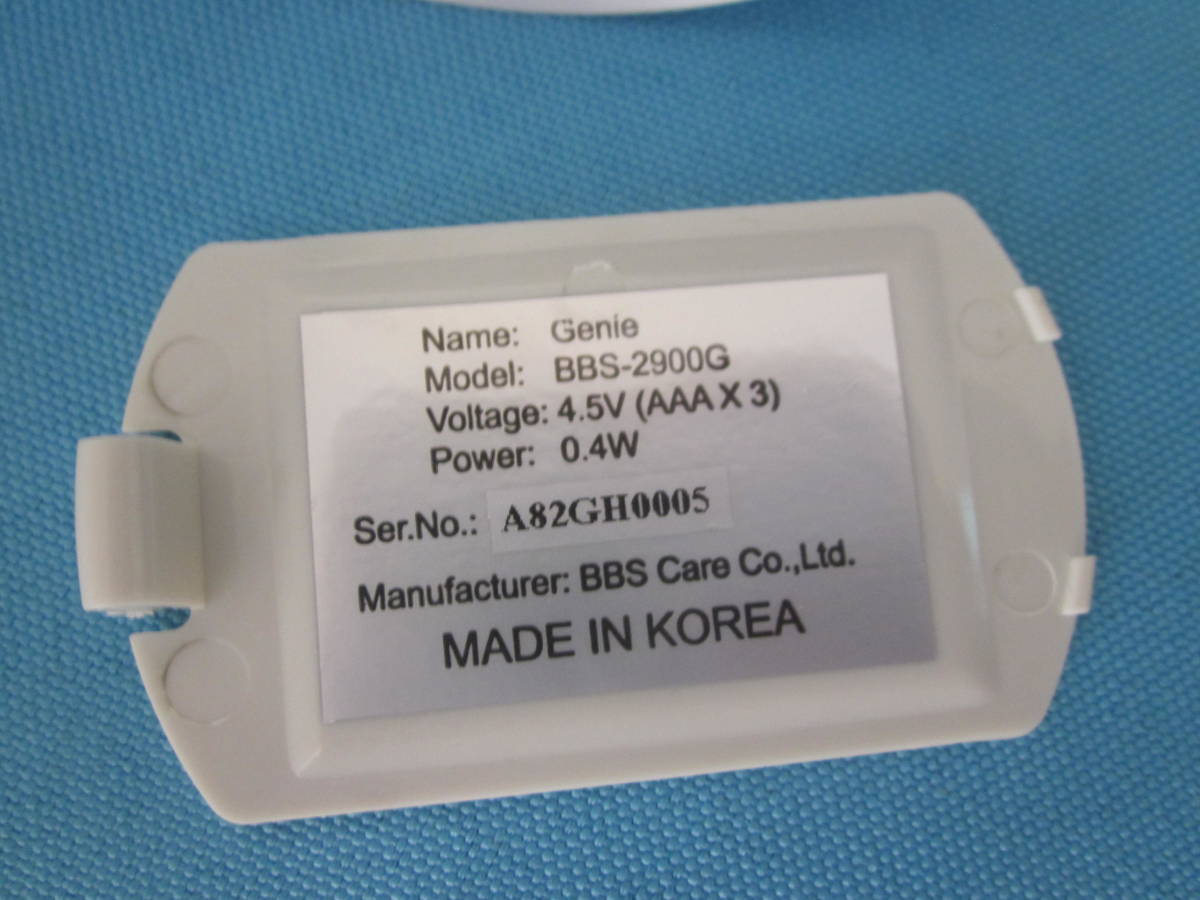 Name: Genie
Model: BBS-2900G
Voltage: 4.5V (AAA X 3)
Power: 0.4W
Ser.No.: A82GH0005
Manufacturer: BBS Care Co.,Ltd.
MADE IN KOREA